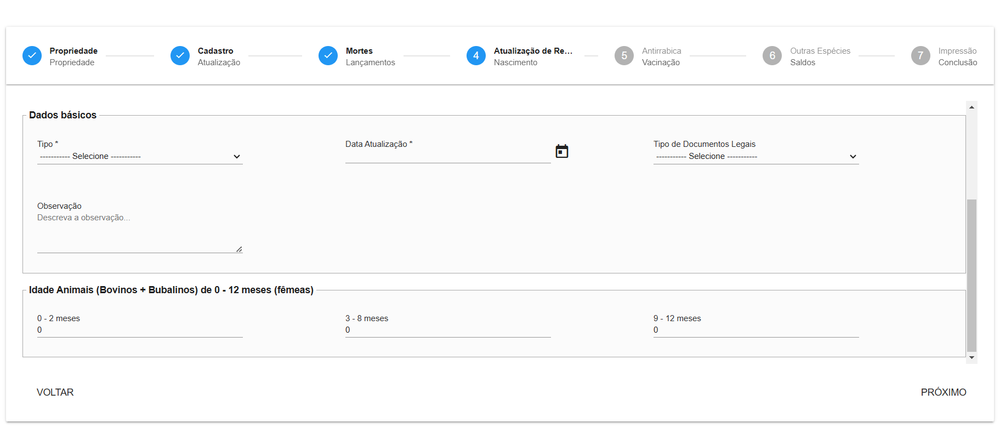 Propriedade
Propriedade
Cadastro
Atualização
Mortes
Lançamentos
4
Atualização de Re...
Nascimento
5
Antirrabica
Vacinação
6
Outras Espécies
Saldos
7
Impressão
Conclusão
Dados básicos
Tipo *
----------- Selecione -----------
Data Atualização *
Tipo de Documentos Legais
----------- Selecione -----------
Observação
Descreva a observação...
Idade Animais (Bovinos + Bubalinos) de 0 - 12 meses (fêmeas)
0 - 2 meses
0
3 - 8 meses
0
9 - 12 meses
0
VOLTAR
PRÓXIMO